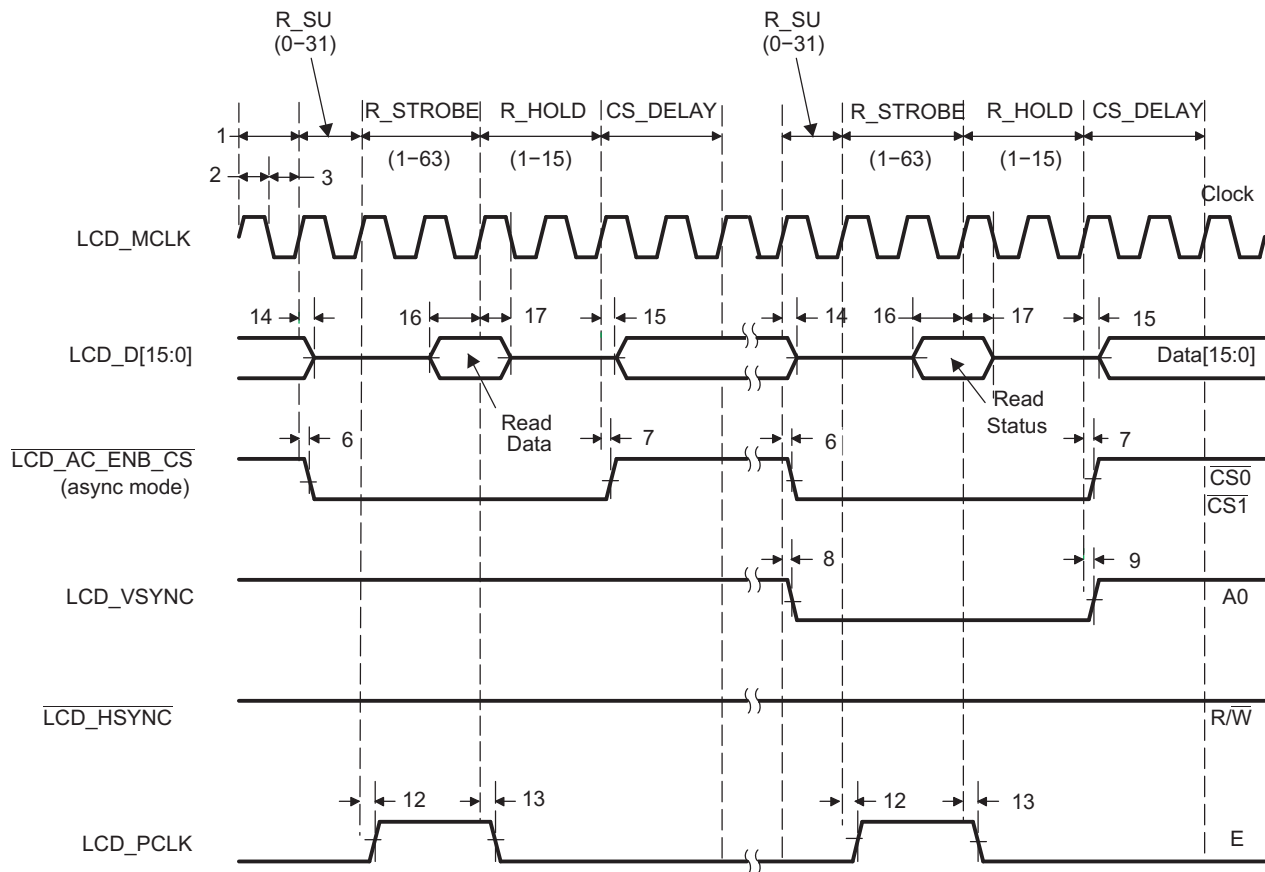 R_SU
(0−31)
R_SU
(0−31)
R_STROBE
R_HOLD
CS_DELAY
R_STROBE
R_HOLD
CS_DELAY
1
(1−63)
(1−15)
(1−63)
(1−15)
2
3
Clock
LCD_MCLK
14
16
17
15
14
16
17
15
LCD_D[15:0]
Data[15:0]
Read
Data
Read
Status
6
7
6
7
LCD_AC_ENB_CS
(async mode)
CS0
CS1
8
9
LCD_VSYNC
A0
LCD_HSYNC
R/W
12
13
12
13
LCD_PCLK
E